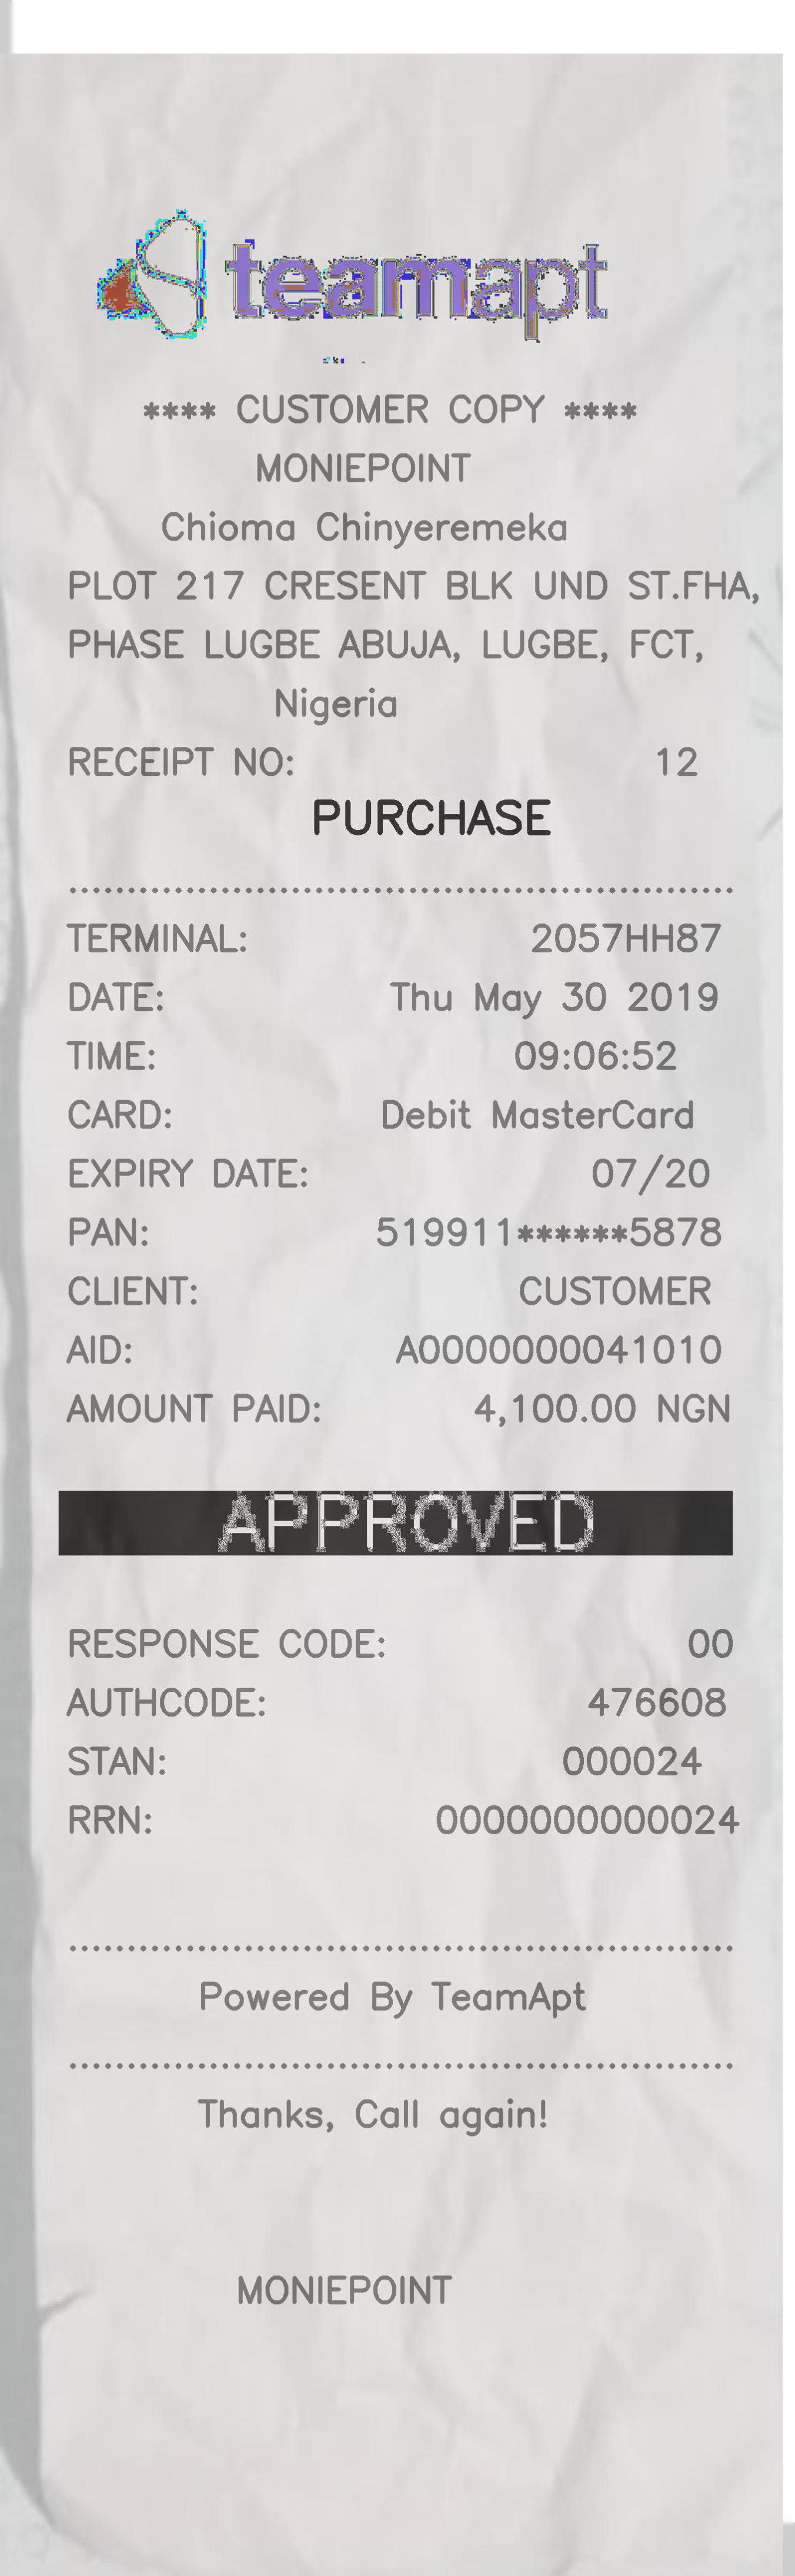 teamapt
**** CUSTOMER COPY ****
MONIEPOINT
Chioma Chinyeremeka
PLOT 217 CRESENT BLK UND ST.FHA,
PHASE LUGBE ABUJA, LUGBE, FCT,
Nigeria
RECEIPT NO: 12
PURCHASE
TERMINAL: 2057HH87
DATE: Thu May 30 2019
TIME: 09:06:52
CARD: Debit MasterCard
EXPIRY DATE: 07/20
PAN: 519911******5878
CLIENT: CUSTOMER
AID: A0000000041010
AMOUNT PAID: 4,100.00 NGN
APPROVED
RESPONSE CODE: 00
AUTHCODE: 476608
STAN: 000024
RRN: 0000000000024
Powered By TeamApt
Thanks, Call again!
MONIEPOINT